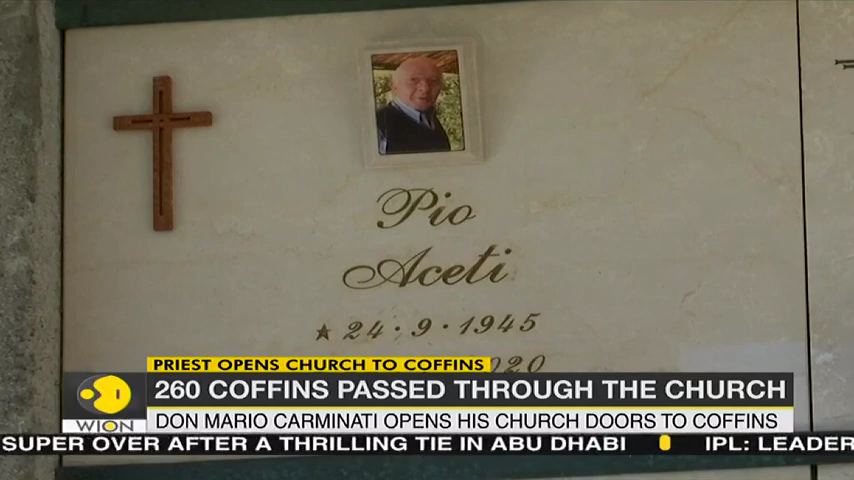 Pio
Aceti
★ 24·9·1945
020
PRIEST OPENS CHURCH TO COFFINS
260 COFFINS PASSED THROUGH THE CHURCH
WION
DON MARIO CARMINATI OPENS HIS CHURCH DOORS TO COFFINS
SUPER OVER AFTER A THRILLING TIE IN ABU DHABI IPL: LEADER